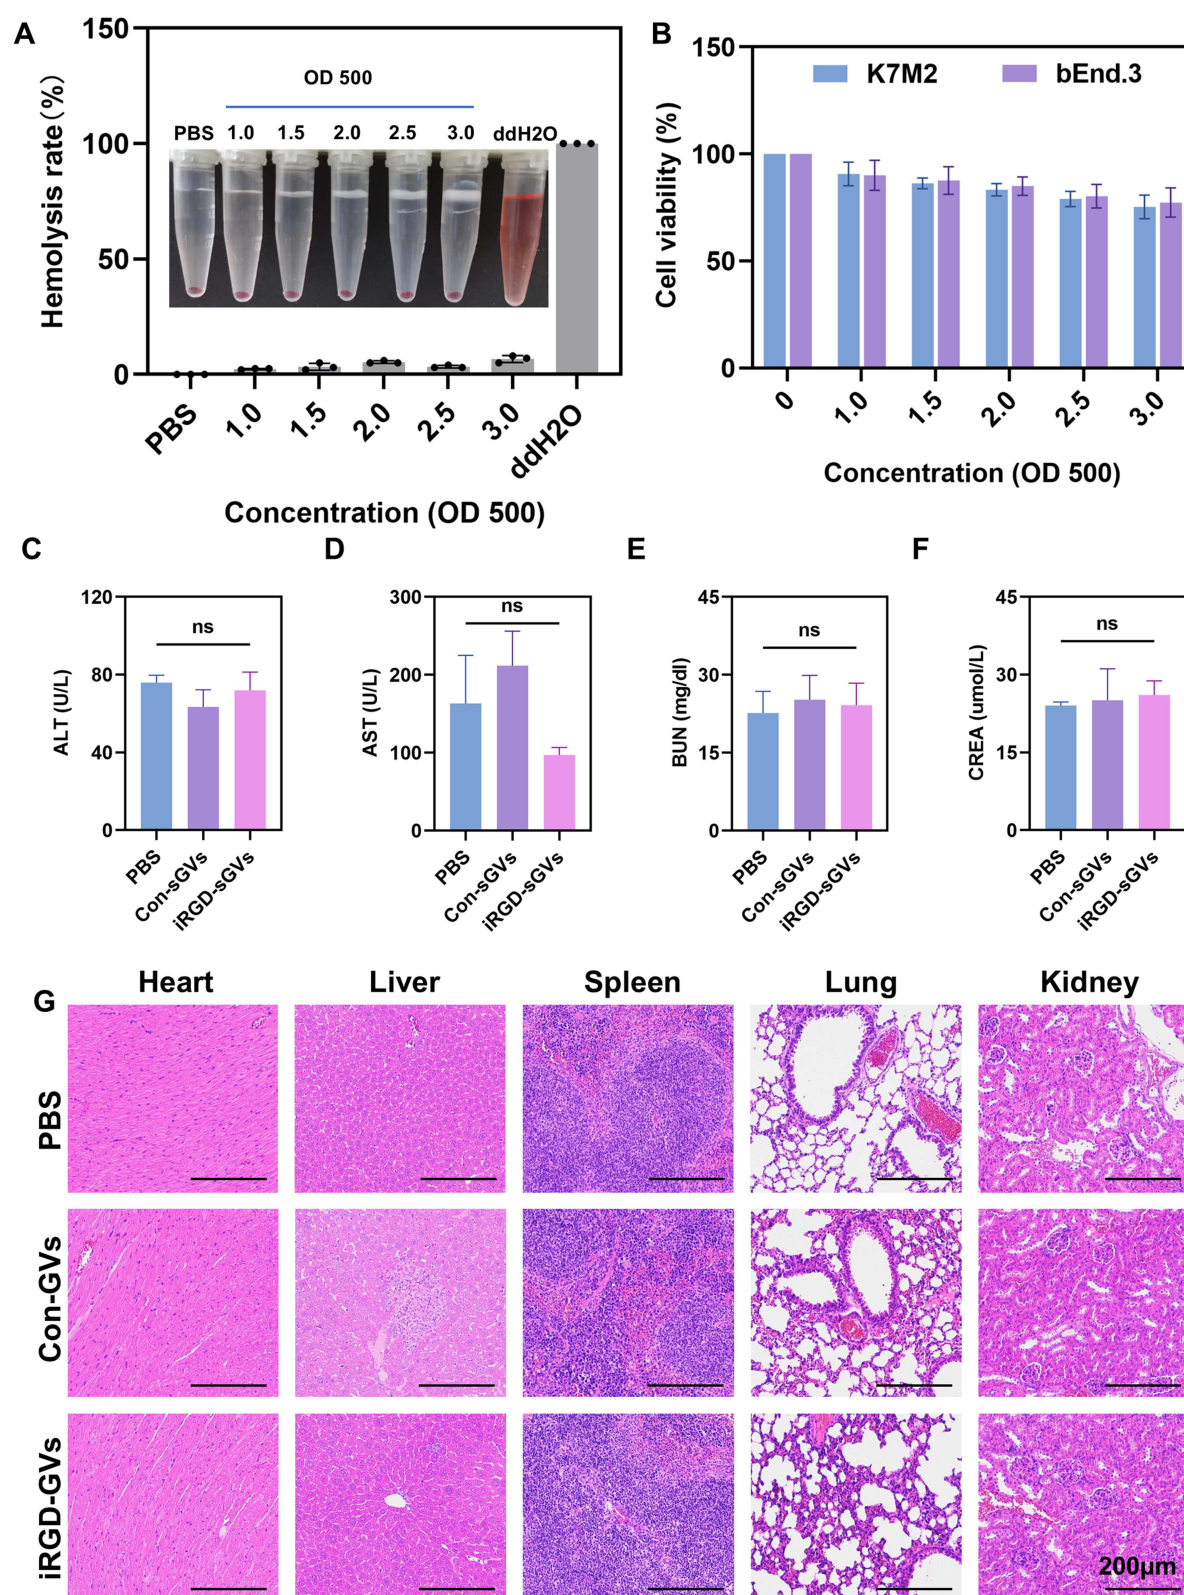 A
150
100
50
0
Hemolysis rate(%)
OD 500
PBS 1.0 1.5 2.0 2.5 3.0 ddH2O
PBS 1.0 1.5 2.0 2.5 3.0 ddH2O
Concentration (OD 500)
B
150
100
50
0
Cell viability (%)
K7M2 bEnd.3
0 1.0 1.5 2.0 2.5 3.0
Concentration (OD 500)
C
120
80
40
0
ALT (U/L)
ns
PBS Con-sGVs iRGD-sGVs
D
300
200
100
0
AST (U/L)
ns
PBS Con-sGVs iRGD-sGVs
E
45
30
15
0
BUN (mg/dl)
ns
PBS Con-sGVs iRGD-sGVs
F
45
30
15
0
CREA (umol/L)
ns
PBS Con-sGVs iRGD-sGVs
G
Heart Liver Spleen Lung Kidney
PBS
Con-GVs
iRGD-GVs
200μm